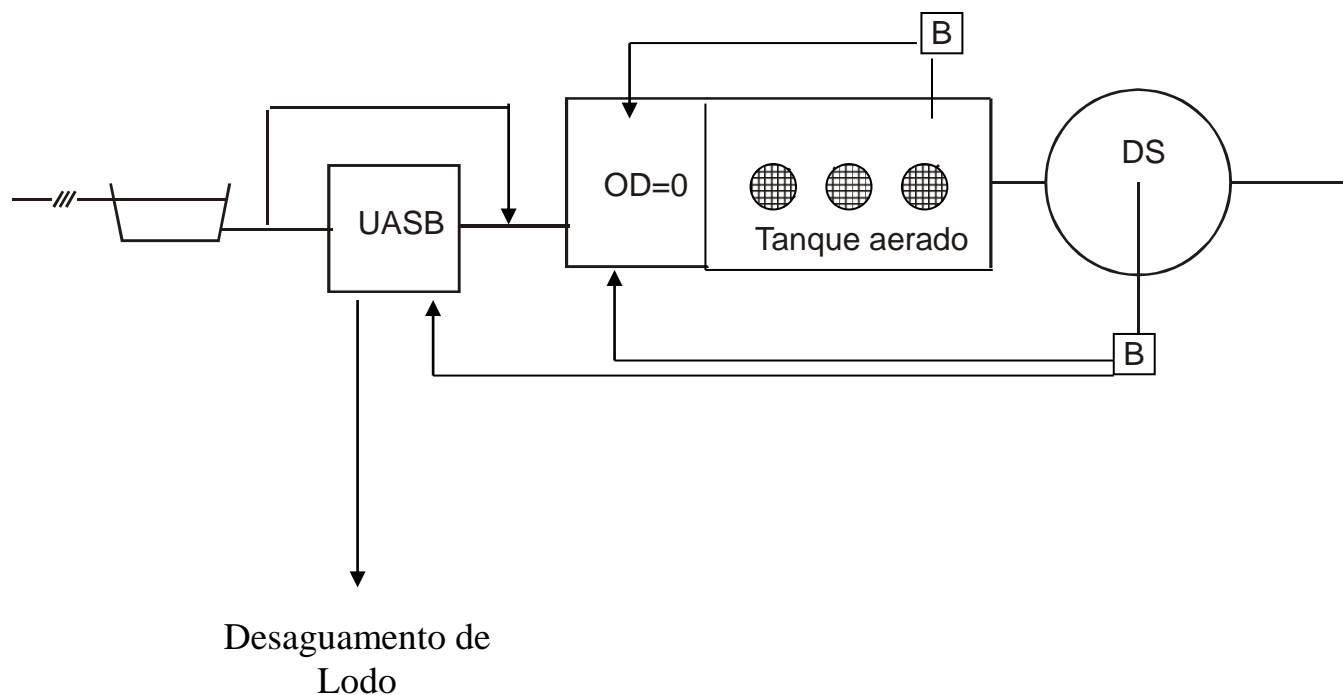 B
DS
OD=0
UASB
Tanque aerado
B
Desaguamento de
Lodo